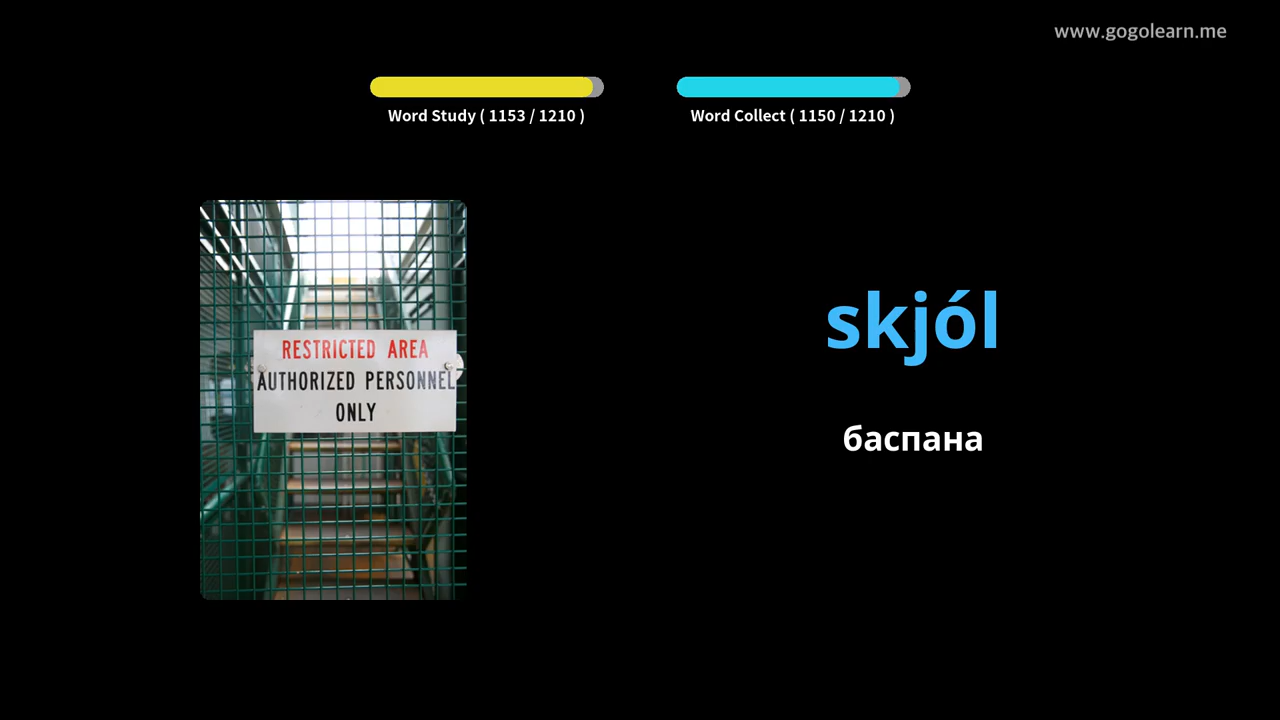 www.gogolearn.me
Word Study ( 1153 / 1210 )
Word Collect ( 1150 / 1210 )
RESTRICTED AREA
AUTHORIZED PERSONNEL
ONLY
skjól
баспана